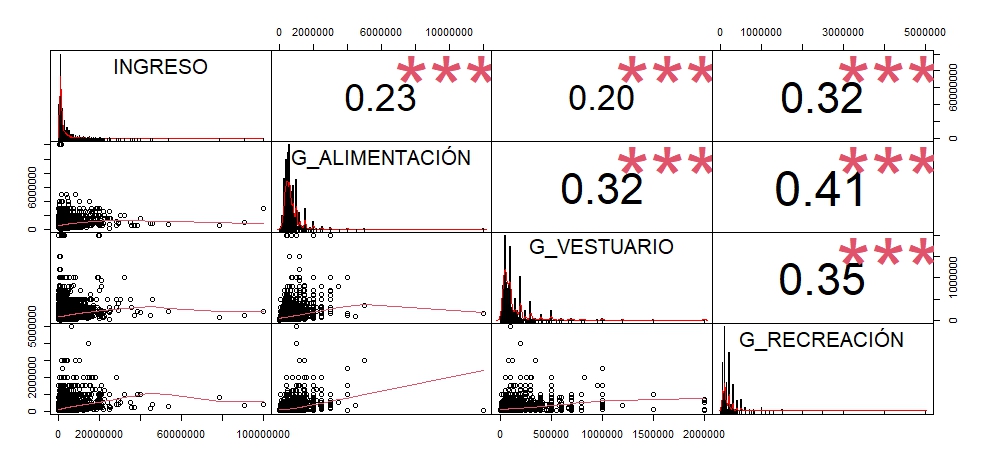 0 2000000 6000000 10000000
0 1000000 3000000 5000000
INGRESO
0.23
***
0.20
***
0.32
***
0 60000000
G_ALIMENTACIÓN
0.32
***
0.41
***
0 6000000
G_VESTUARIO
0.35
***
0 1000000
G_RECREACIÓN
0 2000000 5000000
0 20000000 60000000 100000000
0 500000 1000000 1500000 2000000